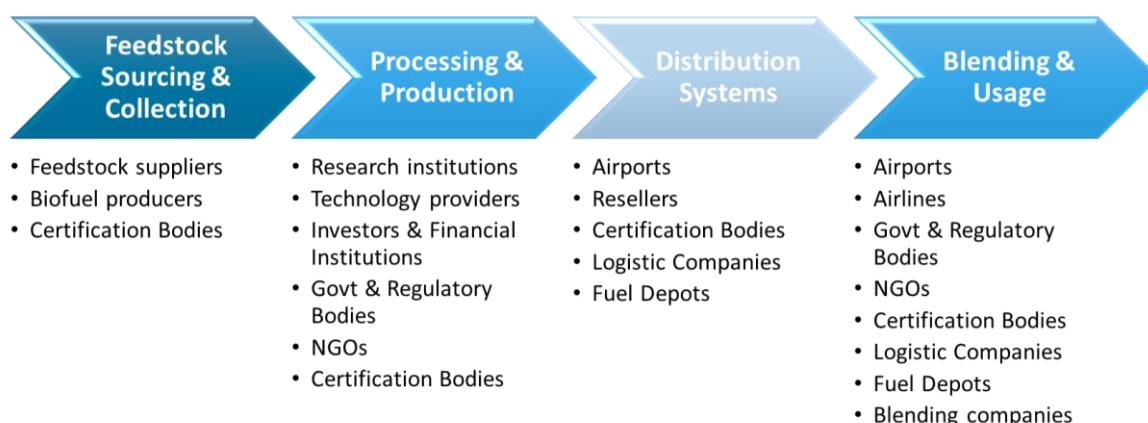 Feedstock
Sourcing &
Collection
• Feedstock suppliers
• Biofuel producers
• Certification Bodies
Processing &
Production
• Research institutions
• Technology providers
• Investors & Financial
Institutions
• Govt & Regulatory
Bodies
• NGOs
• Certification Bodies
Distribution
Systems
• Airports
• Resellers
• Certification Bodies
• Logistic Companies
• Fuel Depots
Blending &
Usage
• Airports
• Airlines
• Govt & Regulatory
Bodies
• NGOs
• Certification Bodies
• Logistic Companies
• Fuel Depots
• Blending companies